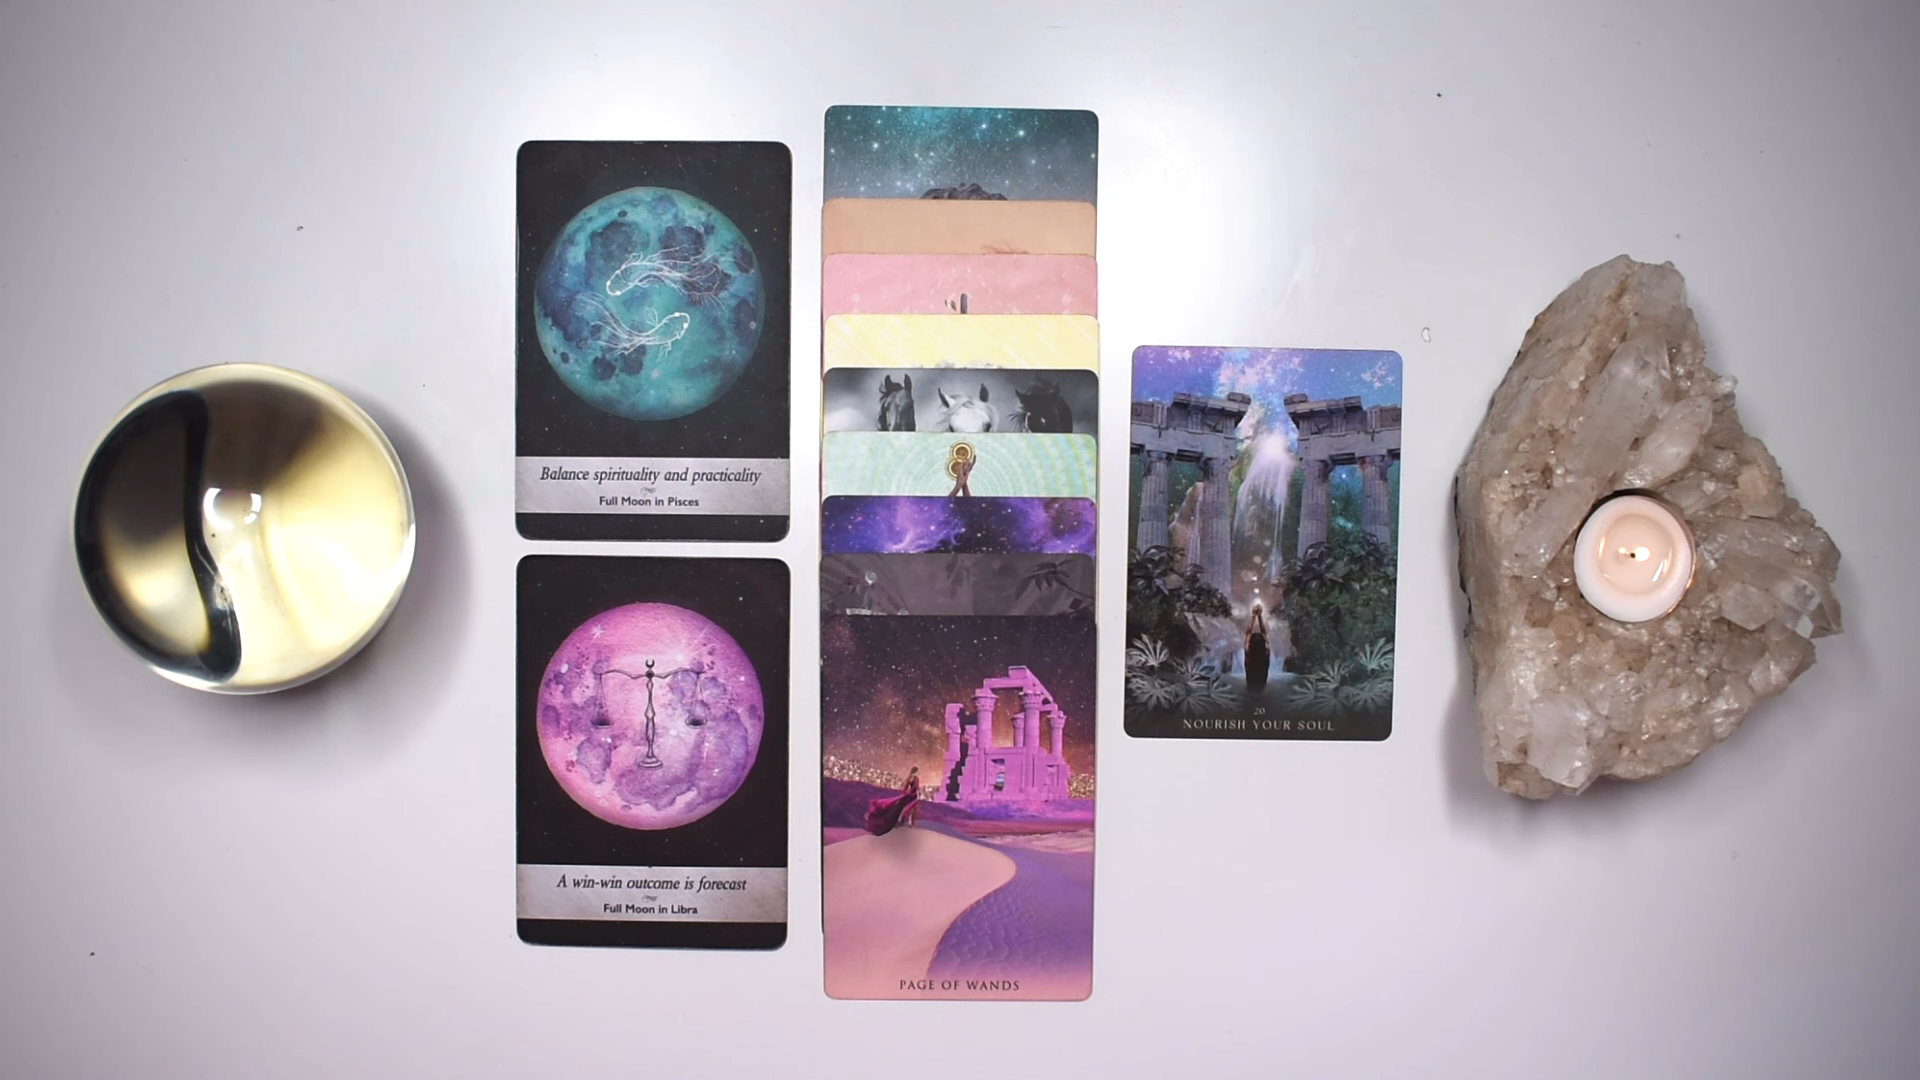 Balance spirituality and practicality
Full Moon in Pisces
A win-win outcome is forecast
Full Moon in Libra
PAGE OF WANDS
20
NOURISH YOUR SOUL